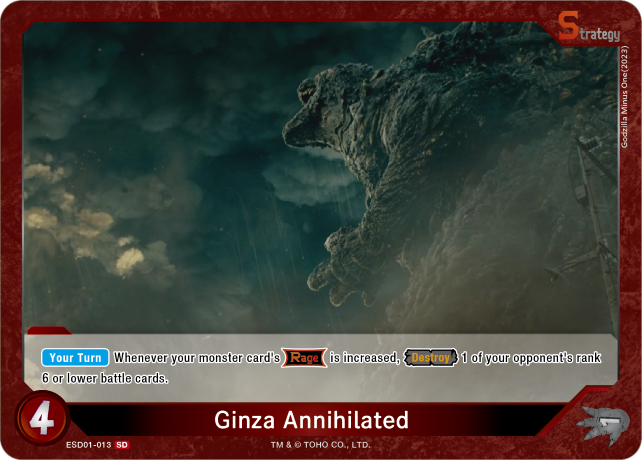 Strategy
Godzilla Minus One(2023)
Your Turn Whenever your monster card's Rage is increased, Destroy 1 of your opponent's rank
6 or lower battle cards.
4
Ginza Annihilated
1
ESD01-013 SD
TM & © TOHO CO., LTD.